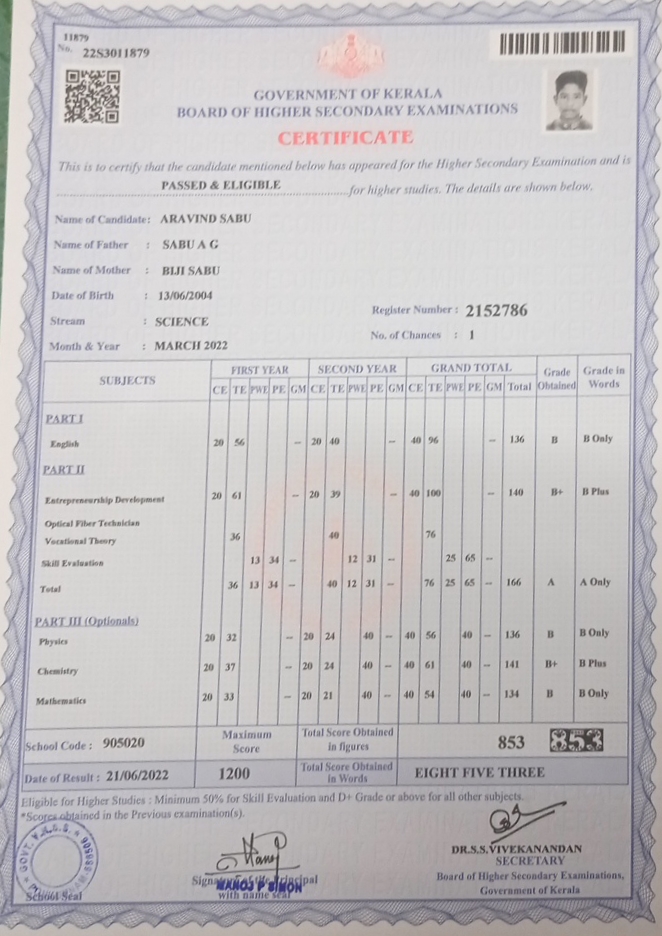 11879
No. 22S3011879
GOVERNMENT OF KERALA
BOARD OF HIGHER SECONDARY EXAMINATIONS
CERTIFICATE
This is to certify that the candidate mentioned below has appeared for the Higher Secondary Examination and is
PASSED & ELIGIBLE for higher studies. The details are shown below.
Name of Candidate: ARAVIND SABU
Name of Father : SABU A G
Name of Mother : BIJI SABU
Date of Birth : 13/06/2004
Register Number : 2152786
Stream : SCIENCE
No. of Chances : 1
Month & Year : MARCH 2022
SUBJECTS FIRST YEAR SECOND YEAR GRAND TOTAL Grade Obtained Grade in Words
CE TE PWE PE GM CE TE PWE PE GM CE TE PWE PE GM Total
PART I
English 20 56 -- 20 40 -- 40 96 -- 136 B B Only
PART II
Entrepreneurship Development 20 61 -- 20 39 -- 40 100 -- 140 B+ B Plus
Optical Fiber Technician
Vocational Theory 36 40 76
Skill Evaluation 13 34 -- 12 31 -- 25 65 --
Total 36 13 34 -- 40 12 31 -- 76 25 65 -- 166 A A Only
PART III (Optionals)
Physics 20 32 -- 20 24 40 -- 40 56 40 -- 136 B B Only
Chemistry 20 37 -- 20 24 40 -- 40 61 40 -- 141 B+ B Plus
Mathematics 20 33 -- 20 21 40 -- 40 54 40 -- 134 B B Only
School Code : 905020 Maximum Score Total Score Obtained in figures 853 853
Date of Result : 21/06/2022 1200 Total Score Obtained in Words EIGHT FIVE THREE
Eligible for Higher Studies : Minimum 50% for Skill Evaluation and D+ Grade or above for all other subjects.
*Scores obtained in the Previous examination(s).
DR.S.S.VIVEKANANDAN
SECRETARY
Board of Higher Secondary Examinations,
Government of Kerala
Signature of the Principal
MANOJ P SIMON
with name seal
School Seal